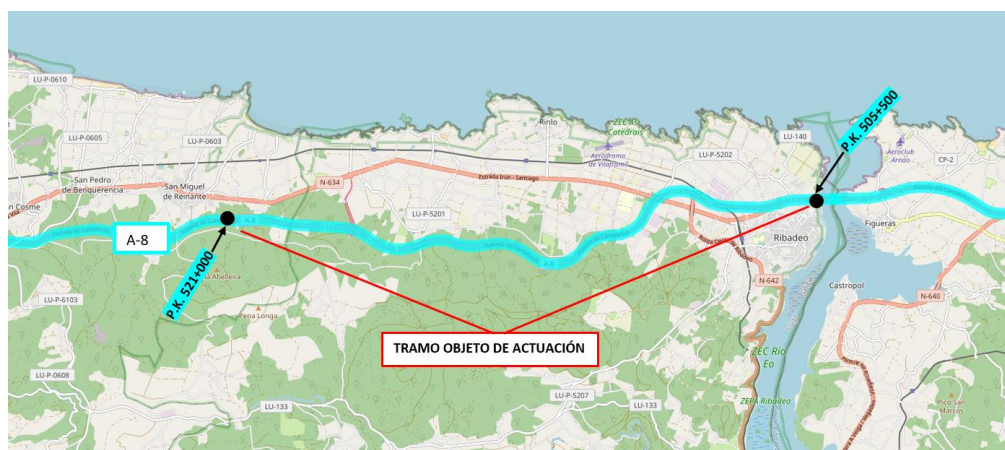 LU-P-0610
LU-P-0605
LU-P-0603
San Pedro
de Benquerencia
San Miguel
de Reinante
San Cosme
A-8
P.K. 521+000
Pena Longa
LU-P-6103
LU-P-0608
LU-133
N-634
Estrada Irún - Santiago
LU-P-5201
Rinlo
ZEC As
Catedrais
Aeródromo
de Vilaframil
LU-P-5202
LU-140
P.K. 505+500
Aeroclub
Arnao
CP-2
Figueras
Ribadeo
N-642
Castropol
N-640
TRAMO OBJETO DE ACTUACIÓN
ZEC Río
Eo
ZEPA Ribadeo
LU-P-5207
LU-133
Pico San
Marcos